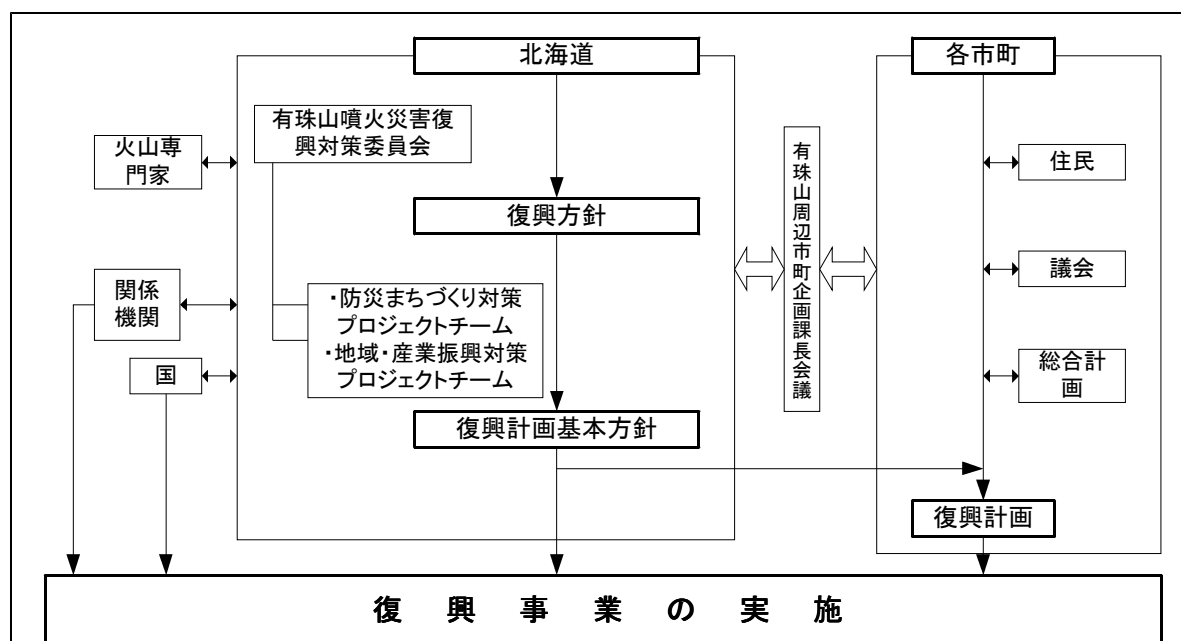 北海道
各市町
有珠山噴火災害復
興対策委員会
火山専
門家
住民
復興方針
有珠山周辺市町企画課長会議
議会
関係
機関
・防災まちづくり対策
プロジェクトチーム
・地域・産業振興対策
プロジェクトチーム
国
総合計
画
復興計画基本方針
復興計画
復興事業の実施